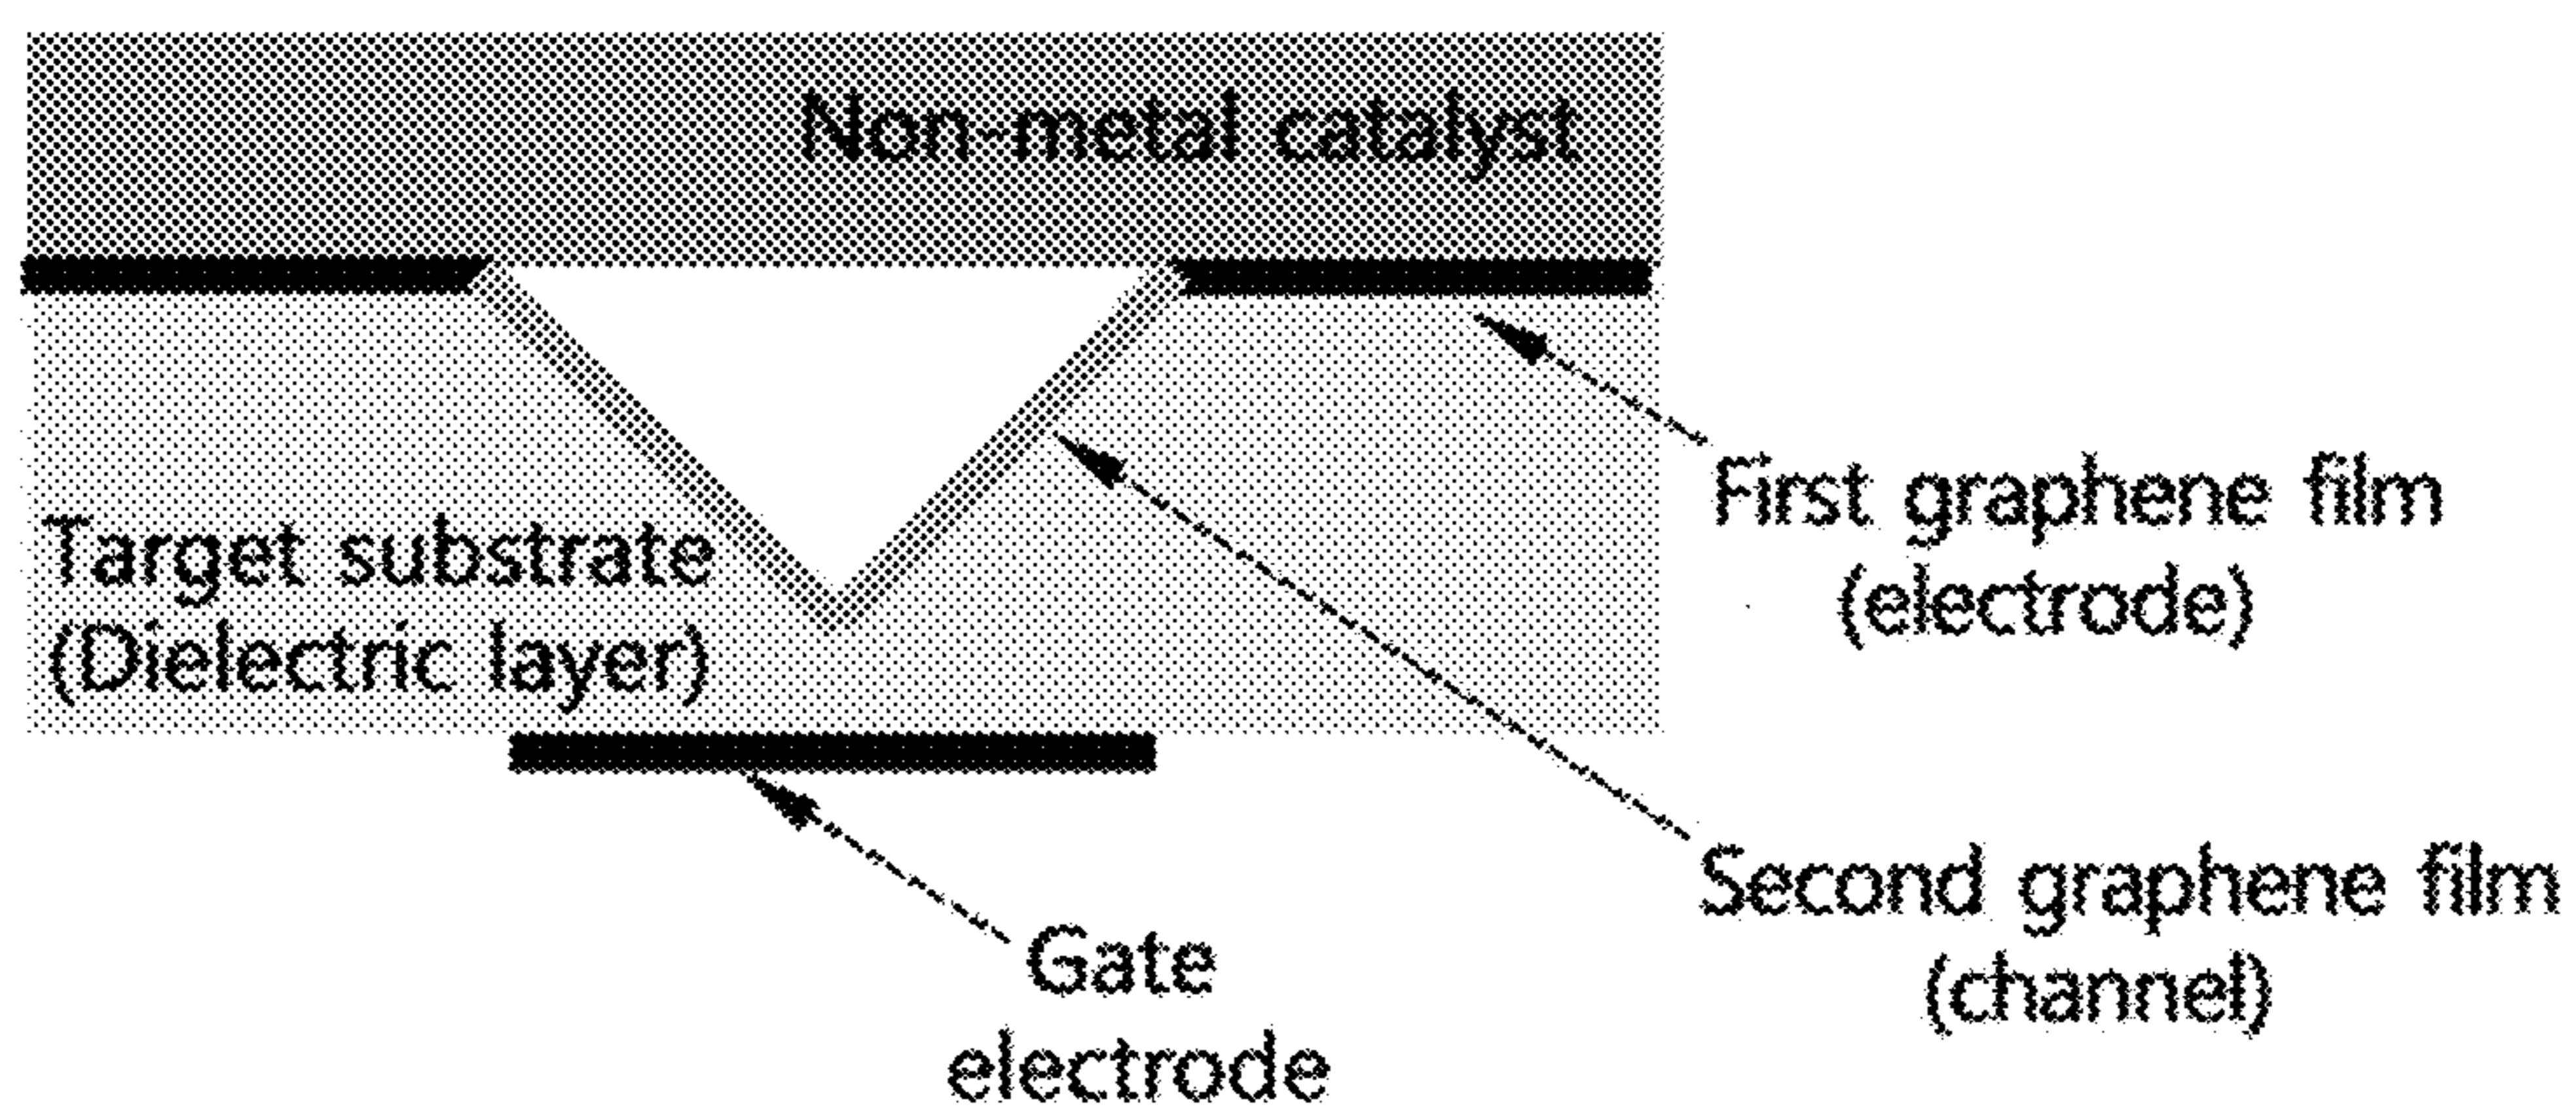 Non-metal catalyst
First graphene film
(electrode)
Target substrate
(Dielectric layer)
Second graphene film
(channel)
Gate
electrode